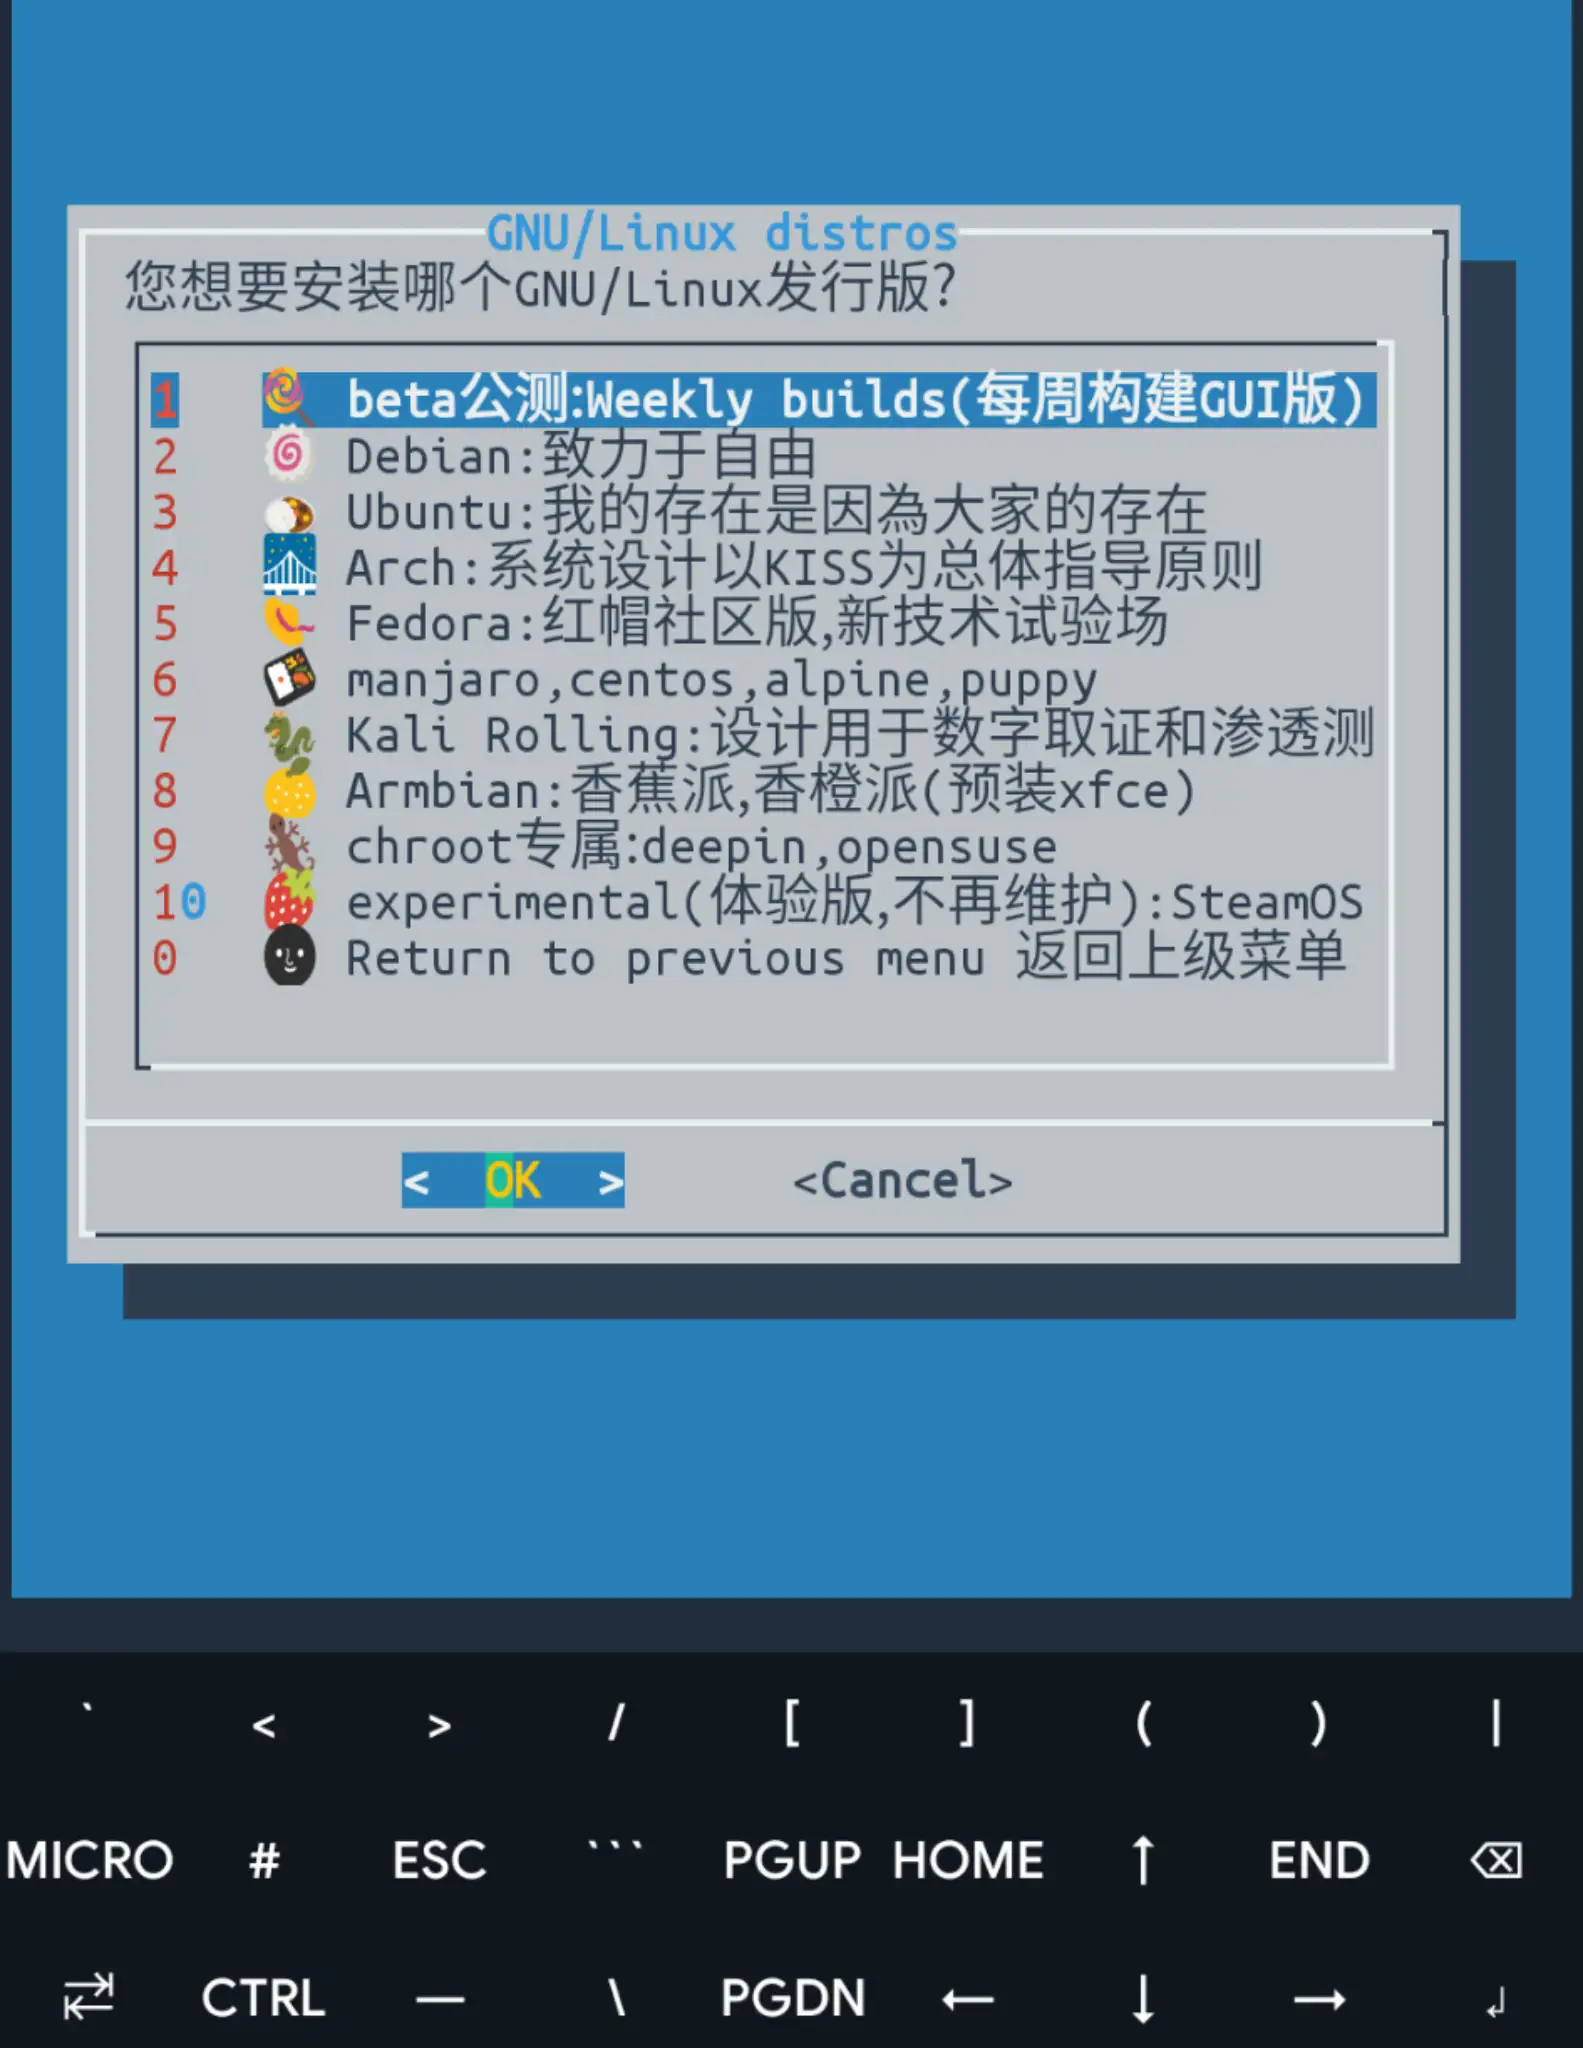 GNU/Linux distros
您想要安装哪个GNU/Linux发行版?
1 beta公测:Weekly builds(每周构建GUI版)
2 Debian:致力于自由
3 Ubuntu:我的存在是因為大家的存在
4 Arch:系统设计以KISS为总体指导原则
5 Fedora:红帽社区版,新技术试验场
6 manjaro,centos,alpine,puppy
7 Kali Rolling:设计用于数字取证和渗透测
8 Armbian:香蕉派,香橙派(预装xfce)
9 chroot专属:deepin,opensuse
10 experimental(体验版,不再维护):SteamOS
0 Return to previous menu 返回上级菜单
< OK > <Cancel>
` < > / [ ] ( ) |
MICRO # ESC ``` PGUP HOME ↑ END ⌫
⇄ CTRL — \ PGDN ← ↓ → ↲